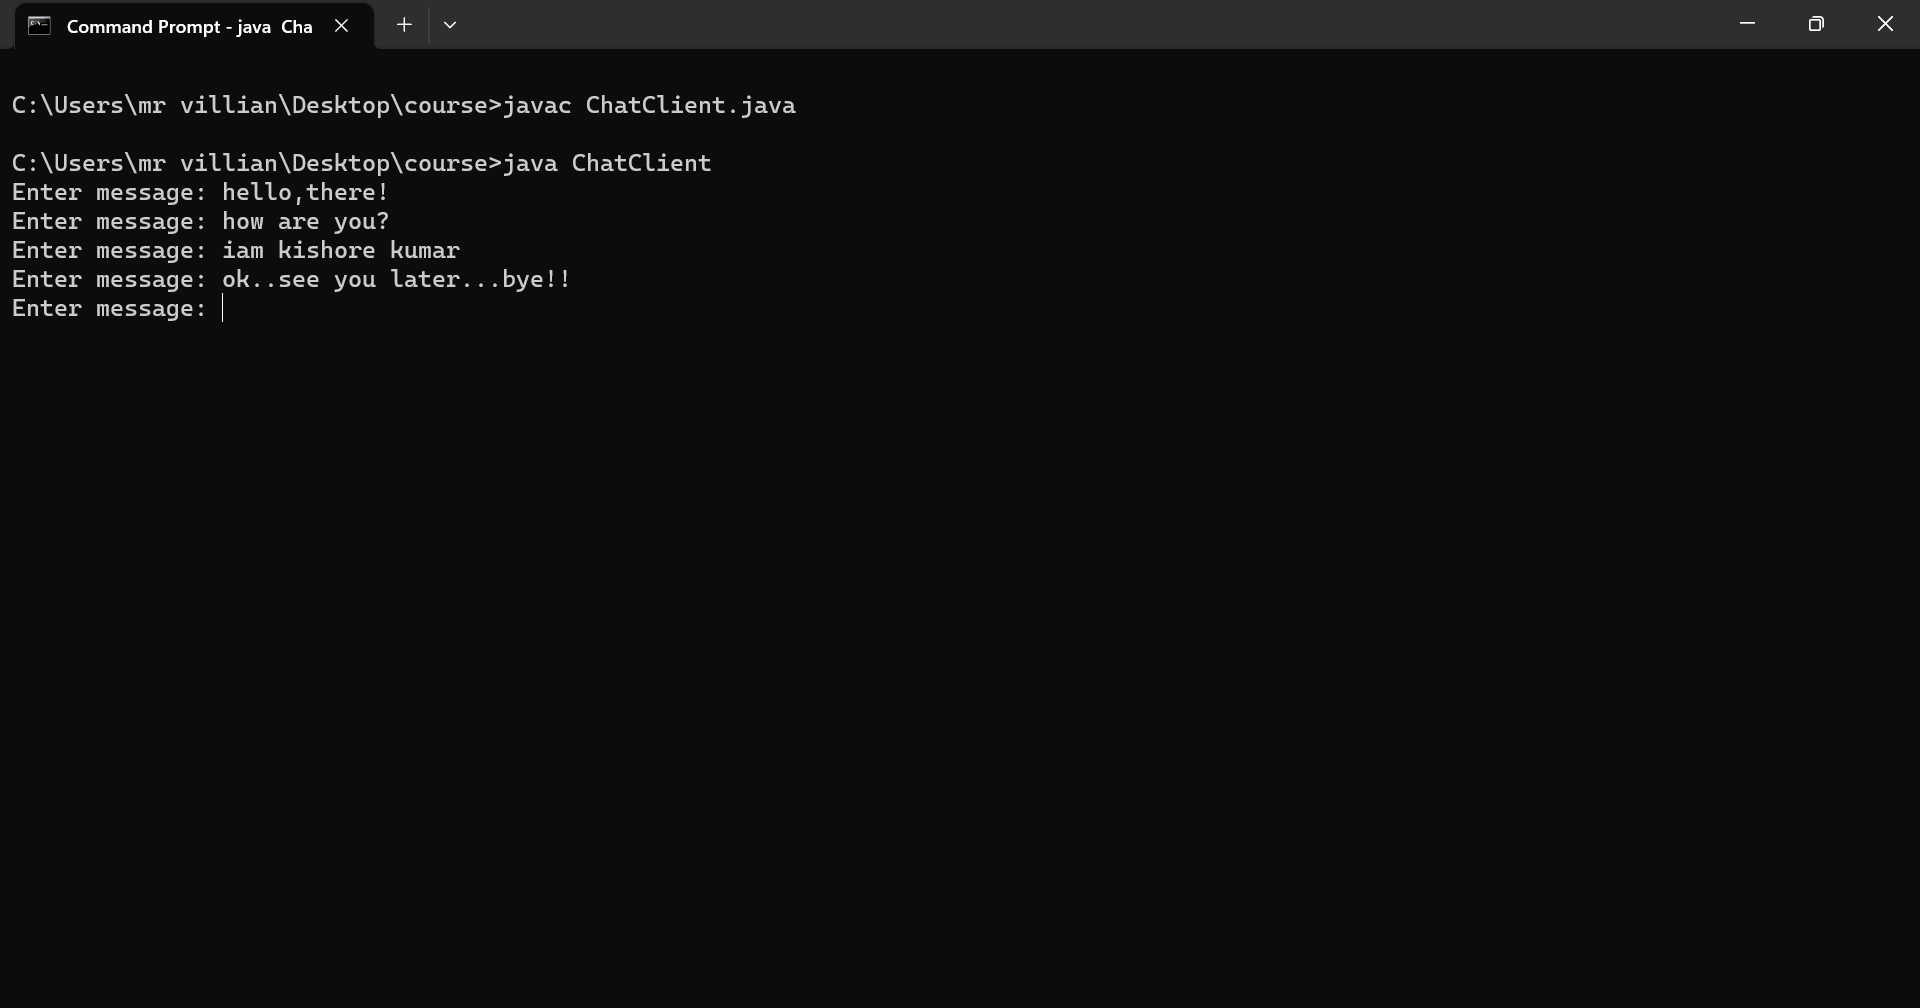 Command Prompt - java  Cha
C:\Users\mr villian\Desktop\course>javac ChatClient.java
C:\Users\mr villian\Desktop\course>java ChatClient
Enter message: hello,there!
Enter message: how are you?
Enter message: iam kishore kumar
Enter message: ok..see you later...bye!!
Enter message: